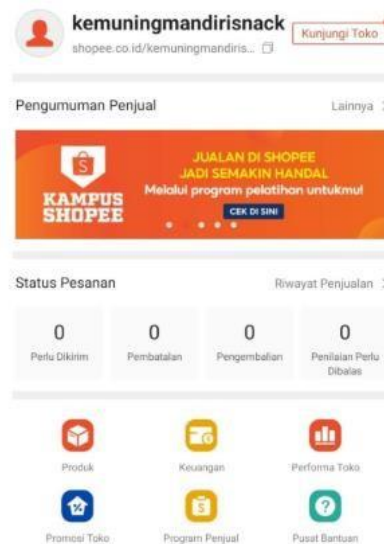 kemuningmandirisnack
Kunjungi Toko
shopee.co.id/kemuningmandiris...
Pengumuman Penjual
Lainnya
S
KAMPUS
SHOPEE
JUALAN DI SHOPEE
JADI SEMAKIN HANDAL
Melalui program pelatihan untukmu!
CEK DI SINI
Status Pesanan
Riwayat Penjualan
0
0
0
0
Perlu Dikirim
Pembatalan
Pengembalian
Penilaian Perlu
Dibalas
Produk
Keuangan
Performa Toko
Promosi Toko
Program Penjual
Pusat Bantuan